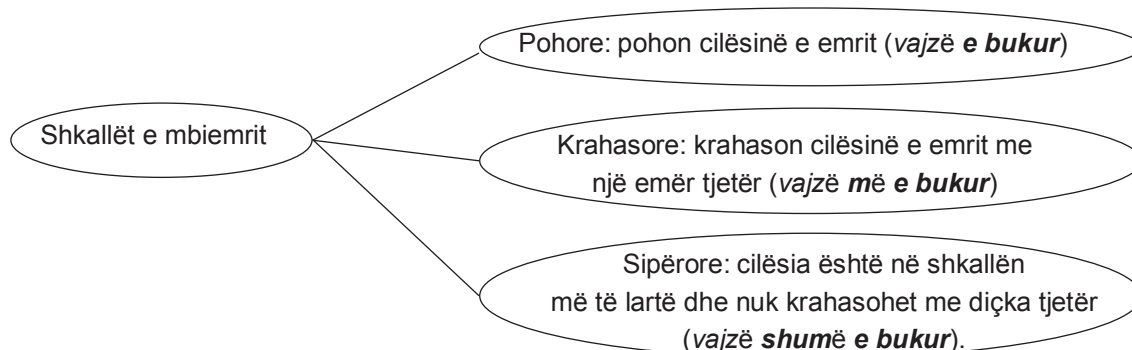 Pohore: pohon cilësinë e emrit (vajzë e bukur)
Shkallët e mbiemrit
Krahasore: krahason cilësinë e emrit me
një emër tjetër (vajzë më e bukur)
Sipërore: cilësia është në shkallën
më të lartë dhe nuk krahasohet me diçka tjetër
(vajzë shumë e bukur).